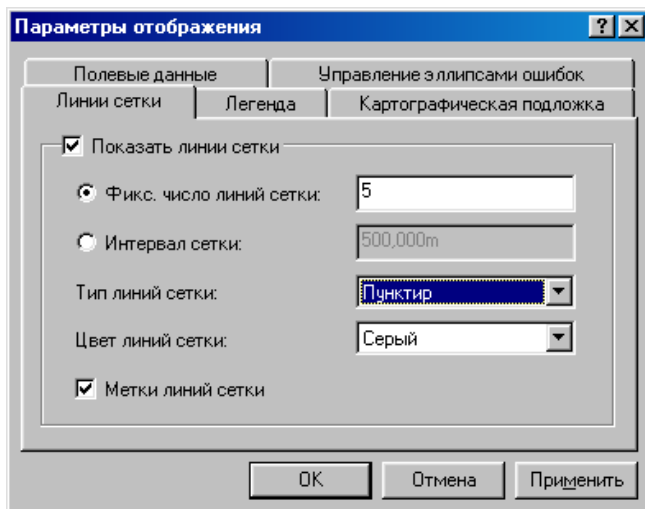 Параметры отображения
Полевые данные
Управление эллипсами ошибок
Линии сетки
Легенда
Картографическая подложка
Показать линии сетки
Фикс. число линий сетки:
5
Интервал сетки:
500,000m
Тип линий сетки:
Пунктир
Цвет линий сетки:
Серый
Метки линий сетки
OK
Отмена
Применить